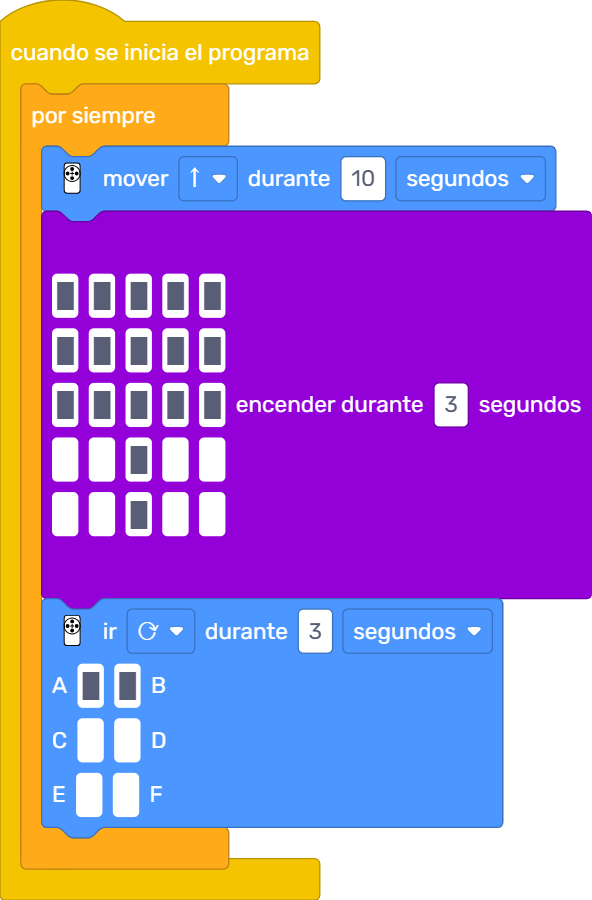 cuando se inicia el programa
por siempre
mover ↑ durante 10 segundos
encender durante 3 segundos
ir ⟳ durante 3 segundos
A B
C D
E F